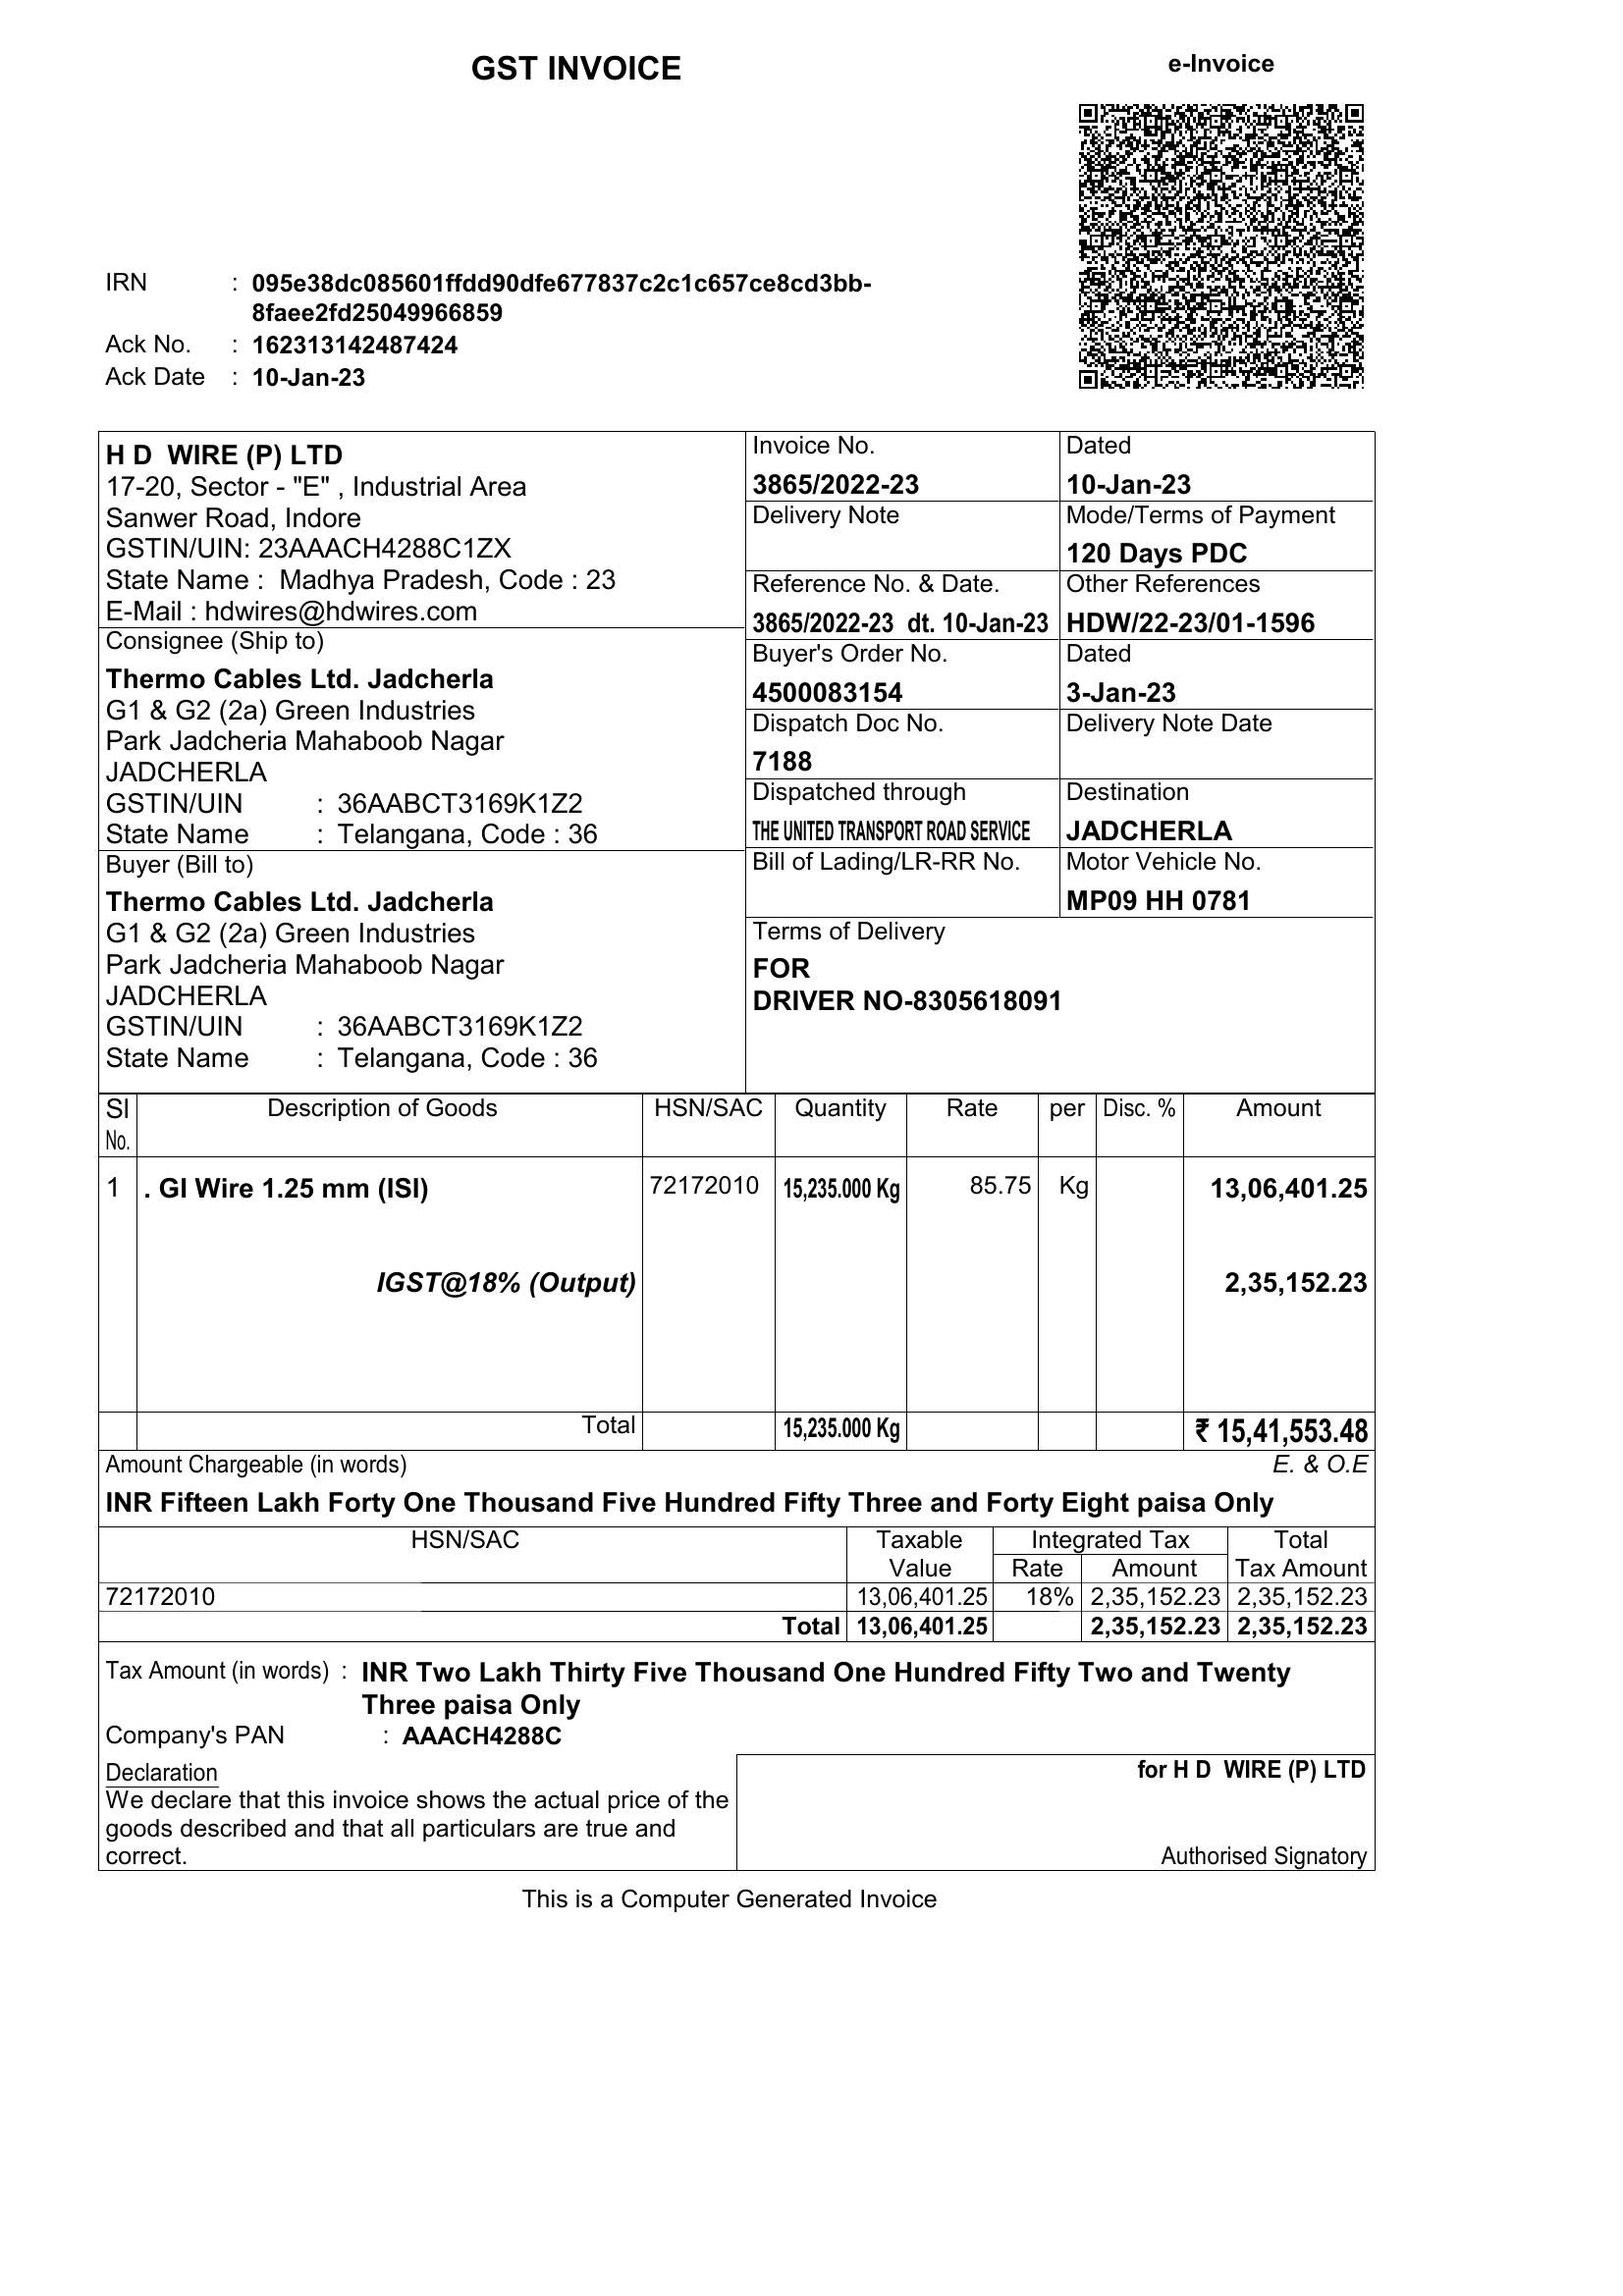 GST INVOICE
e-Invoice
IRN : 095e38dc085601ffdd90dfe677837c2c1c657ce8cd3bb-
8faee2fd25049966859
Ack No. : 162313142487424
Ack Date : 10-Jan-23
H D WIRE (P) LTD
17-20, Sector - "E" , Industrial Area
Sanwer Road, Indore
GSTIN/UIN: 23AAACH4288C1ZX
State Name : Madhya Pradesh, Code : 23
E-Mail : hdwires@hdwires.com
Consignee (Ship to)
Thermo Cables Ltd. Jadcherla
G1 & G2 (2a) Green Industries
Park Jadcheria Mahaboob Nagar
JADCHERLA
GSTIN/UIN : 36AABCT3169K1Z2
State Name : Telangana, Code : 36
Buyer (Bill to)
Thermo Cables Ltd. Jadcherla
G1 & G2 (2a) Green Industries
Park Jadcheria Mahaboob Nagar
JADCHERLA
GSTIN/UIN : 36AABCT3169K1Z2
State Name : Telangana, Code : 36
Invoice No. Dated
3865/2022-23 10-Jan-23
Delivery Note Mode/Terms of Payment
120 Days PDC
Reference No. & Date. Other References
3865/2022-23 dt. 10-Jan-23 HDW/22-23/01-1596
Buyer's Order No. Dated
4500083154 3-Jan-23
Dispatch Doc No. Delivery Note Date
7188
Dispatched through Destination
THE UNITED TRANSPORT ROAD SERVICE JADCHERLA
Bill of Lading/LR-RR No. Motor Vehicle No.
MP09 HH 0781
Terms of Delivery
FOR
DRIVER NO-8305618091
SI Description of Goods HSN/SAC Quantity Rate per Disc. % Amount
No.
1 . GI Wire 1.25 mm (ISI) 72172010 15,235.000 Kg 85.75 Kg 13,06,401.25
IGST@18% (Output) 2,35,152.23
Total 15,235.000 Kg ₹ 15,41,553.48
Amount Chargeable (in words) E. & O.E
INR Fifteen Lakh Forty One Thousand Five Hundred Fifty Three and Forty Eight paisa Only
HSN/SAC Taxable Integrated Tax Total
Value Rate Amount Tax Amount
72172010 13,06,401.25 18% 2,35,152.23 2,35,152.23
Total 13,06,401.25 2,35,152.23 2,35,152.23
Tax Amount (in words) : INR Two Lakh Thirty Five Thousand One Hundred Fifty Two and Twenty
Three paisa Only
Company's PAN : AAACH4288C
Declaration
We declare that this invoice shows the actual price of the
goods described and that all particulars are true and
correct.
for H D WIRE (P) LTD
Authorised Signatory
This is a Computer Generated Invoice